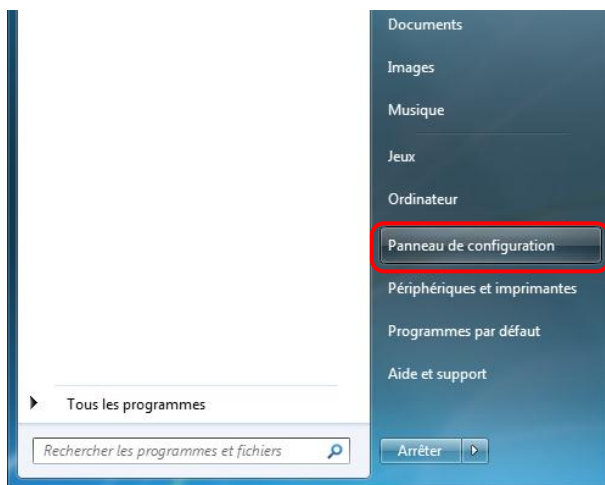 Documents
Images
Musique
Jeux
Ordinateur
Panneau de configuration
Périphériques et imprimantes
Programmes par défaut
Aide et support
Tous les programmes
Rechercher les programmes et fichiers
Arrêter